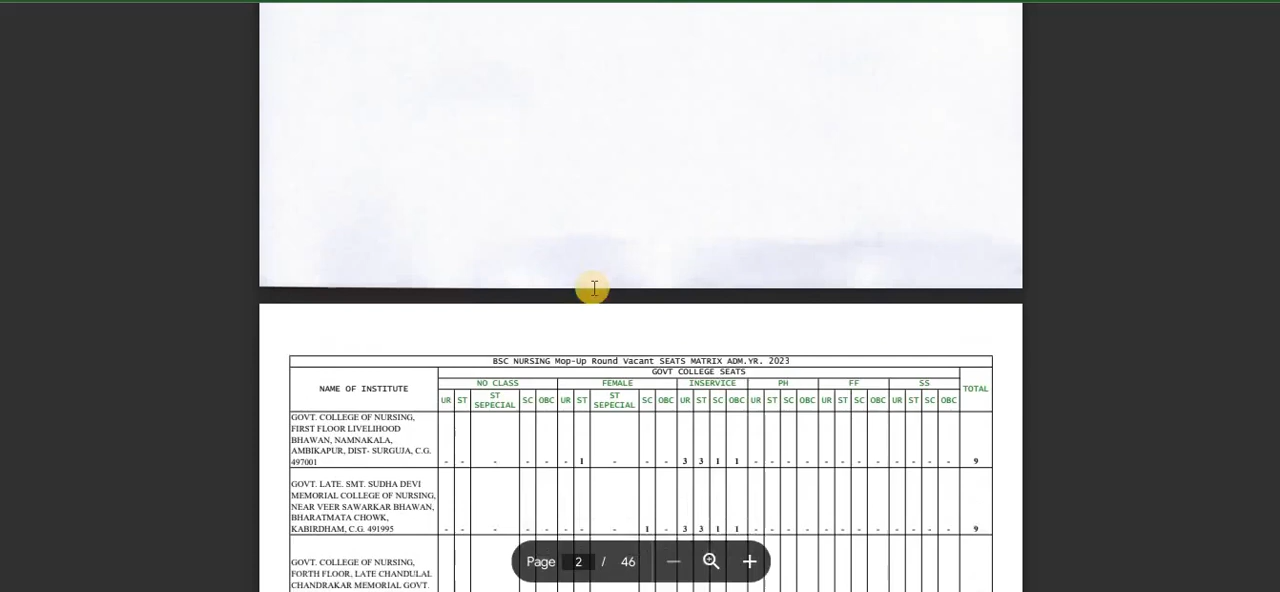 BSC NURSING Mop-Up Round Vacant SEATS MATRIX ADM.YR. 2023
NAME OF INSTITUTE
GOVT COLLEGE SEATS
TOTAL
NO CLASS FEMALE INSERVICE PH FF SS
UR ST ST SEPECIAL SC OBC UR ST ST SEPECIAL SC OBC UR ST SC OBC UR ST SC OBC UR ST SC OBC UR ST SC OBC
GOVT. COLLEGE OF NURSING,
FIRST FLOOR LIVELIHOOD
BHAWAN, NAMNAKALA,
AMBIKAPUR, DIST- SURGUJA, C.G.
497001 - - - - - - 1 - - - 3 3 1 1 - - - - - - - - - - - - 9
GOVT. LATE. SMT. SUDHA DEVI
MEMORIAL COLLEGE OF NURSING,
NEAR VEER SAWARKAR BHAWAN,
BHARATMATA CHOWK,
KABIRDHAM, C.G. 491995 - - - - - - - - 1 - 3 3 1 1 - - - - - - - - - - - - 9
GOVT. COLLEGE OF NURSING,
FORTH FLOOR, LATE CHANDULAL
CHANDRAKAR MEMORIAL GOVT.
Page 2 / 46